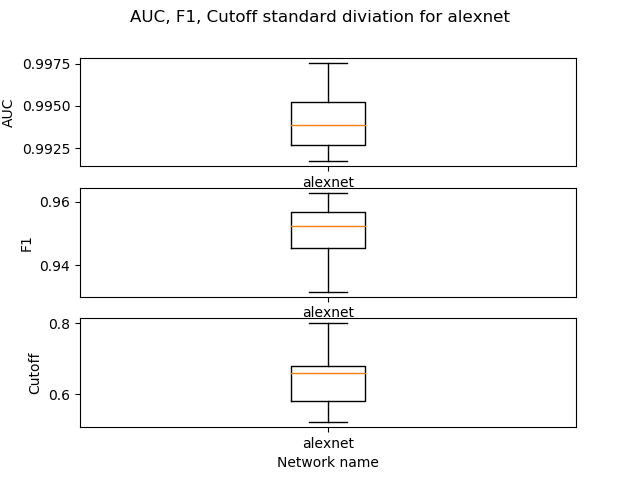 AUC, F1, Cutoff standard diviation for alexnet
0.9975
0.9950
0.9925
AUC
alexnet
0.96
0.94
F1
alexnet
0.8
0.6
Cutoff
alexnet
Network name